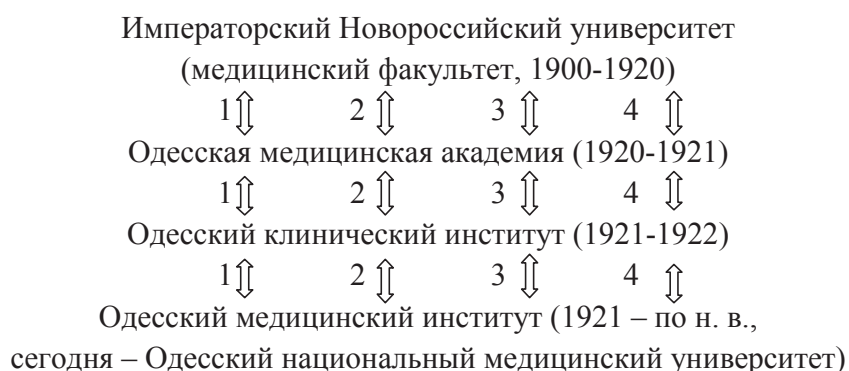 Императорский Новороссийский университет
(медицинский факультет, 1900-1920)
1⇕ 2⇕ 3⇕ 4⇕
Одесская медицинская академия (1920-1921)
1⇕ 2⇕ 3⇕ 4⇕
Одесский клинический институт (1921-1922)
1⇕ 2⇕ 3⇕ 4⇕
Одесский медицинский институт (1921 – по н. в.,
сегодня – Одесский национальный медицинский университет)